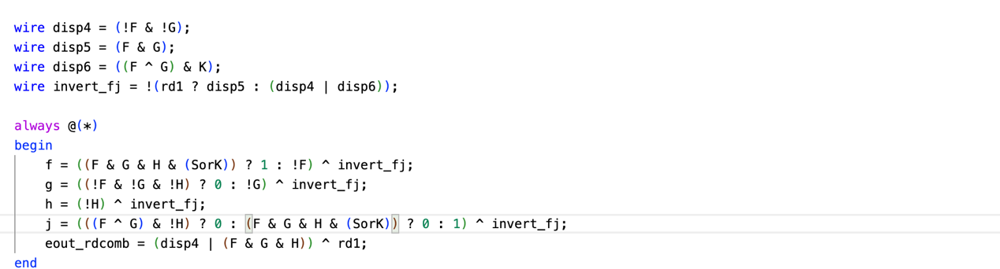 wire disp4 = (!F & !G);
wire disp5 = (F & G);
wire disp6 = ((F ^ G) & K);
wire invert_fj = !(rd1 ? disp5 : (disp4 | disp6));
always @(*)
begin
f = ((F & G & H & (SorK)) ? 1 : !F) ^ invert_fj;
g = ((!F & !G & !H) ? 0 : !G) ^ invert_fj;
h = (!H) ^ invert_fj;
j = (((F ^ G) & !H) ? 0 : (F & G & H & (SorK)) ? 0 : 1) ^ invert_fj;
eout_rdcomb = (disp4 | (F & G & H)) ^ rd1;
end